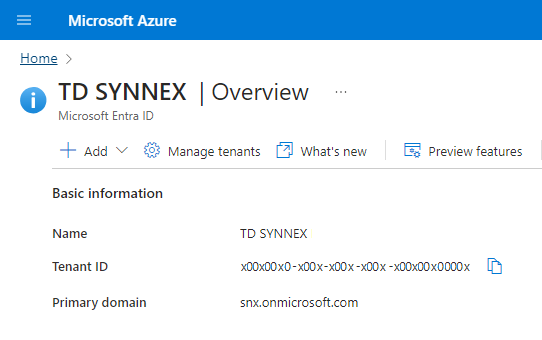 Microsoft Azure
Home >
TD SYNNEX | Overview ...
Microsoft Entra ID
+ Add Manage tenants What's new Preview features
Basic information
Name TD SYNNEX
Tenant ID x00x00x0-x00x-x00x-x00x-x00x00x0000x
Primary domain snx.onmicrosoft.com